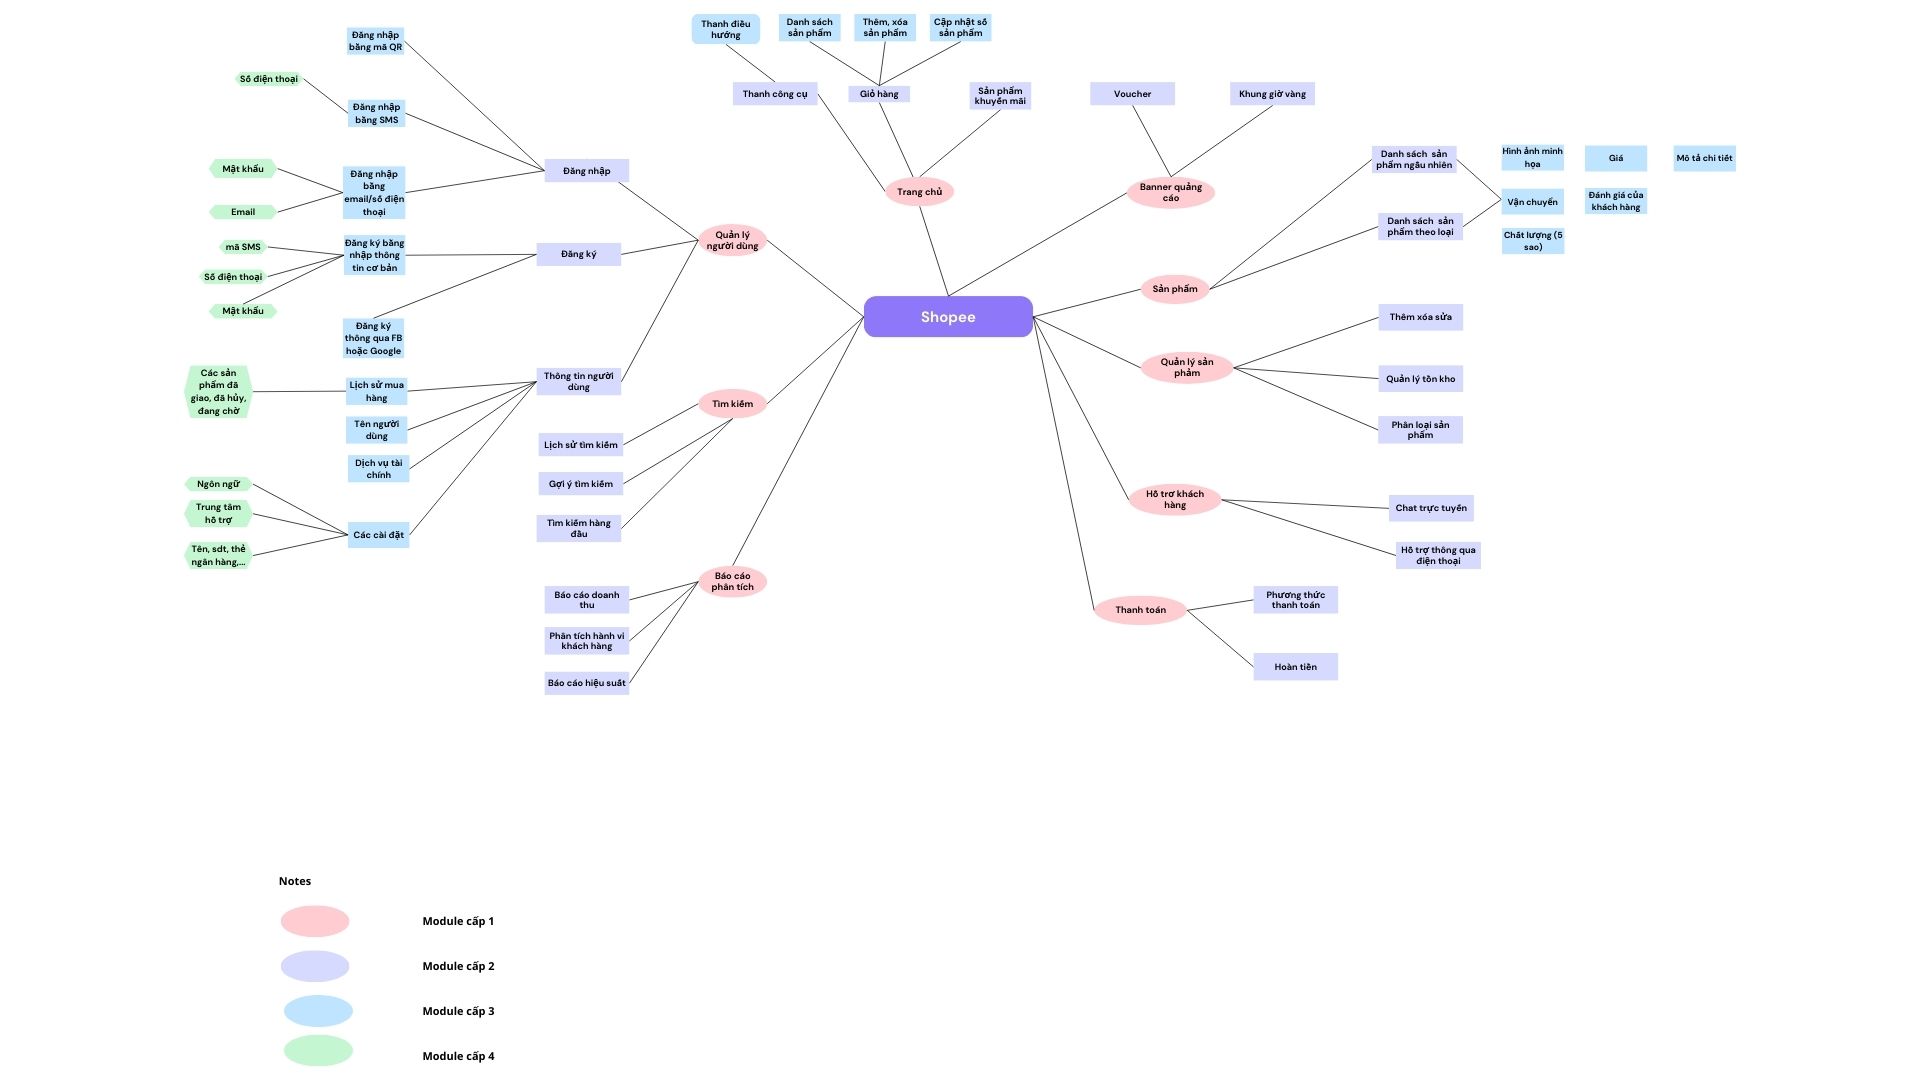 Thanh điều
hướng
Danh sách
sản phẩm
Thêm, xóa
sản phẩm
Cập nhật số
sản phẩm
Đăng nhập
bằng mã QR
Số điện thoại
Đăng nhập
bằng SMS
Thanh công cụ
Giỏ hàng
Sản phẩm
khuyến mãi
Voucher
Khung giờ vàng
Mật khẩu
Email
Đăng nhập
bằng
email/số điện
thoại
Đăng nhập
Trang chủ
Banner quảng
cáo
Danh sách  sản
phẩm ngẫu nhiên
Hình ảnh minh
họa
Giá
Mô tả chi tiết
Vận chuyển
Đánh giá của
khách hàng
Danh sách  sản
phẩm theo loại
Chất lượng (5
sao)
mã SMS
Số điện thoại
Mật khẩu
Đăng ký bằng
nhập thông
tin cơ bản
Đăng ký
Quản lý
người dùng
Sản phẩm
Shopee
Đăng ký
thông qua FB
hoặc Google
Thêm xóa sửa
Quản lý sản
phảm
Quản lý tồn kho
Phân loại sản
phẩm
Các sản
phẩm đã
giao, đã hủy,
đang chờ
Lịch sử mua
hàng
Tên người
dùng
Dịch vụ tài
chính
Thông tin người
dùng
Tìm kiếm
Lịch sử tìm kiếm
Gợi ý tìm kiếm
Tìm kiếm hàng
đầu
Ngôn ngữ
Trung tâm
hỗ trợ
Tên, sdt, thẻ
ngân hàng,...
Các cài đặt
Hỗ trơ khách
hàng
Chat trực tuyến
Hỗ trợ thông qua
điện thoại
Báo cáo
phân tích
Báo cáo doanh
thu
Phân tích hành vi
khách hàng
Báo cáo hiệu suất
Thanh toán
Phương thức
thanh toán
Hoàn tiền
Notes
Module cấp 1
Module cấp 2
Module cấp 3
Module cấp 4